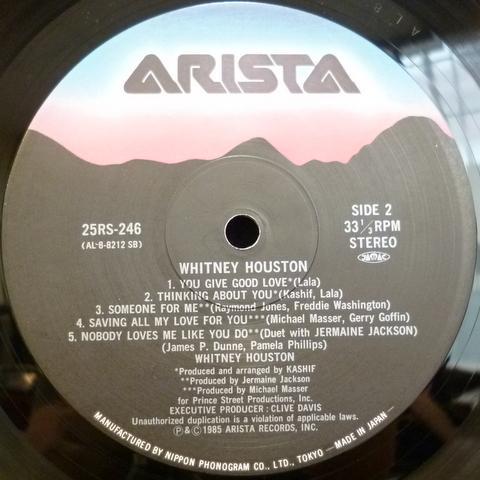 ARISTA
25RS-246
(AL-8-8212 SB)
SIDE 2
33 1/3 RPM
STEREO
WHITNEY HOUSTON
1. YOU GIVE GOOD LOVE*(Lala)
2. THINKING ABOUT YOU*(Kashif, Lala)
3. SOMEONE FOR ME**(Raymond Jones, Freddie Washington)
4. SAVING ALL MY LOVE FOR YOU***(Michael Masser, Gerry Goffin)
5. NOBODY LOVES ME LIKE YOU DO**(Duet with JERMAINE JACKSON)
(James P. Dunne, Pamela Phillips)
WHITNEY HOUSTON
*Produced and arranged by KASHIF
**Produced by Jermaine Jackson
***Produced by Michael Masser
for Prince Street Productions, Inc.
EXECUTIVE PRODUCER : CLIVE DAVIS
Unauthorized duplication is a violation of applicable laws.
Ⓟ & © 1985 ARISTA RECORDS, INC.
MANUFACTURED BY NIPPON PHONOGRAM CO., LTD., TOKYO —MADE IN JAPAN—